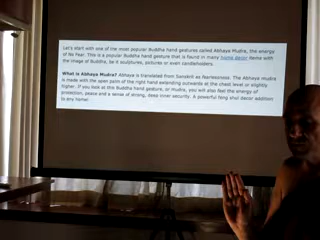 Let's start with one of the most popular Buddha hand gestures called Abhaya Mudra, the energy
of No Fear. This is a popular Buddha hand gesture that is found in many home decor items with
the image of Buddha, be it sculptures, pictures or even candleholders.
What is Abhaya Mudra? Abhaya is translated from Sanskrit as fearlessness. The Abhaya mudra
is made with the open palm of the right hand extending outwards at the chest level or slightly
higher. If you look at this Buddha hand gesture, or mudra, you will also feel the energy of
protection, peace and a sense of strong, deep inner security. A powerful feng shui decor addition
to any home!